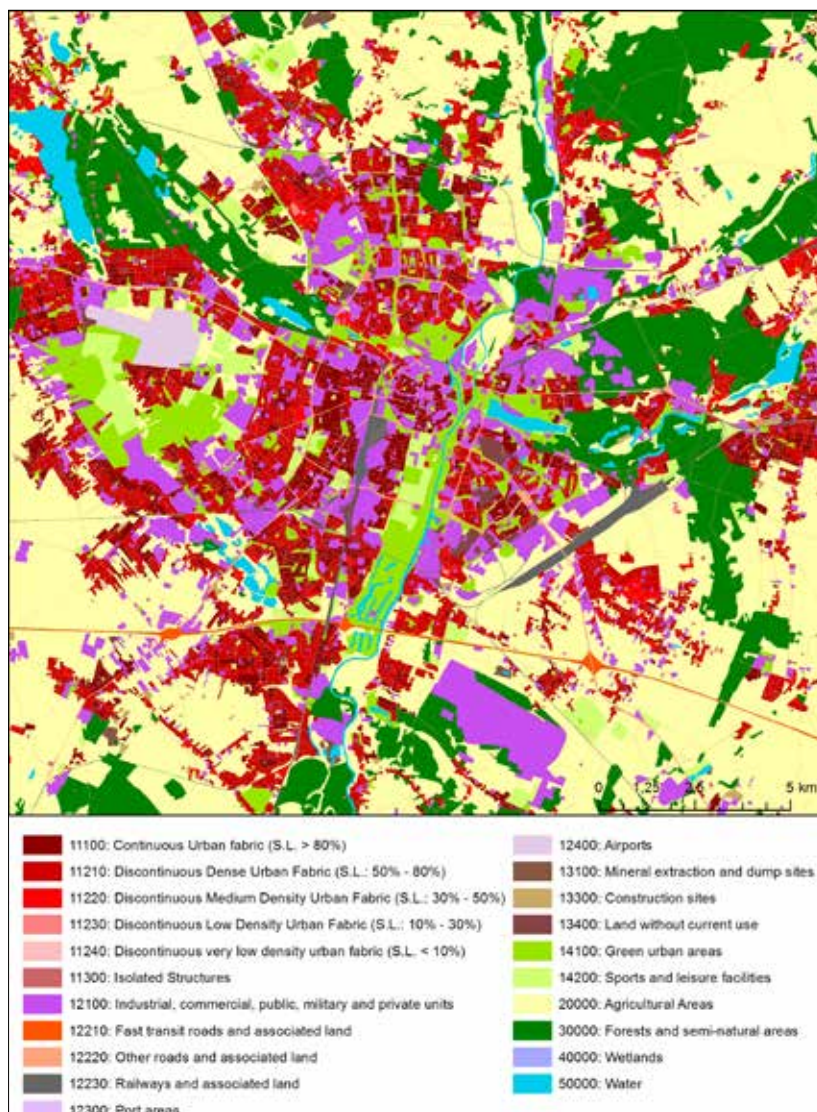 0 1,25 2,5 5 km
11100: Continuous Urban fabric (S.L. > 80%)
11210: Discontinuous Dense Urban Fabric (S.L.: 50% - 80%)
11220: Discontinuous Medium Density Urban Fabric (S.L.: 30% - 50%)
11230: Discontinuous Low Density Urban Fabric (S.L.: 10% - 30%)
11240: Discontinuous very low density urban fabric (S.L. < 10%)
11300: Isolated Structures
12100: Industrial, commercial, public, military and private units
12210: Fast transit roads and associated land
12220: Other roads and associated land
12230: Railways and associated land
12300: Port areas
12400: Airports
13100: Mineral extraction and dump sites
13300: Construction sites
13400: Land without current use
14100: Green urban areas
14200: Sports and leisure facilities
20000: Agricultural Areas
30000: Forests and semi-natural areas
40000: Wetlands
50000: Water